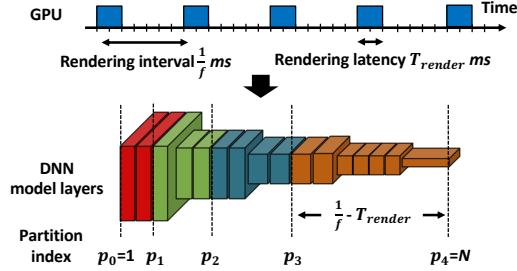 GPU
Time
Rendering interval 1/f ms
Rendering latency T_render ms
DNN
model layers
1/f - T_render
Partition
index
p_0=1
p_1
p_2
p_3
p_4=N